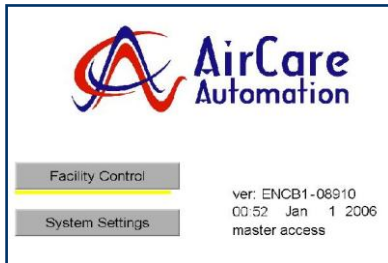 AirCare
Automation
Facility Control
System Settings
ver: ENCB1-08910
00:52 Jan 1 2006
master access